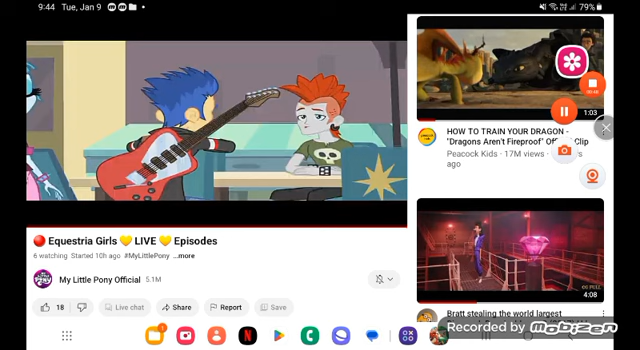 9:44 Tue, Jan 9
79%
1:03
HOW TO TRAIN YOUR DRAGON -
"Dragons Aren't Fireproof" Clip
Peacock Kids · 17M views ·
ago
4:08
Bratt stealing the world largest
🔴 Equestria Girls 💛 LIVE 💛 Episodes
6 watching Started 10h ago #MyLittlePony ...more
My Little Pony Official 5.1M
18
Live chat
Share
Report
Save
Recorded by Mobizen